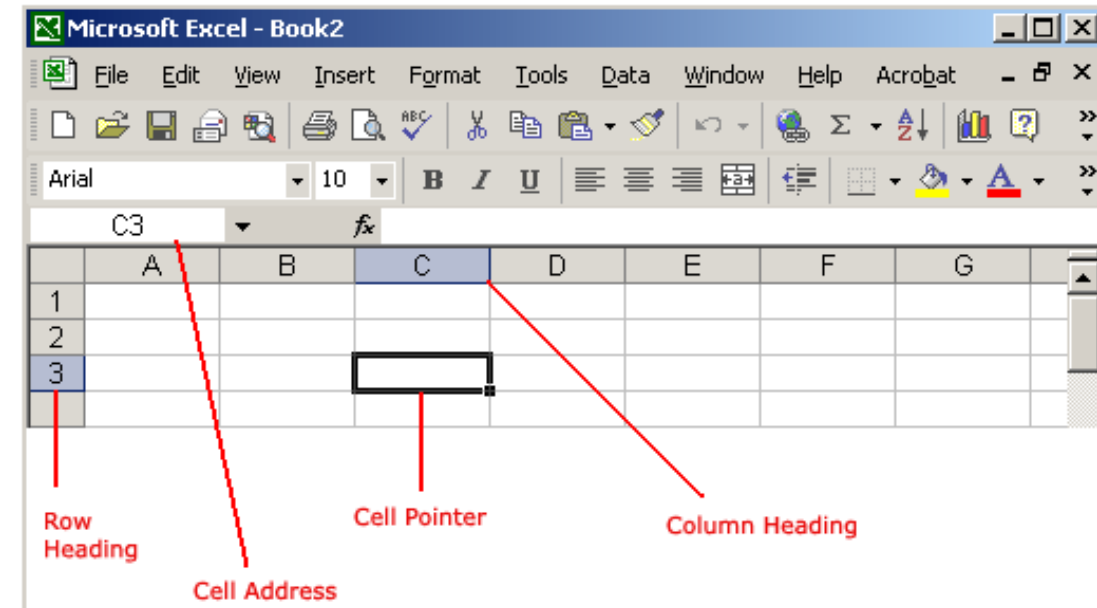 Microsoft Excel - Book2
File Edit View Insert Format Tools Data Window Help Acrobat
ABC Σ A Z ?
Arial 10 B I U a A
C3 fx
A B C D E F G
1
2
3
Row
Heading
Cell Pointer
Column Heading
Cell Address